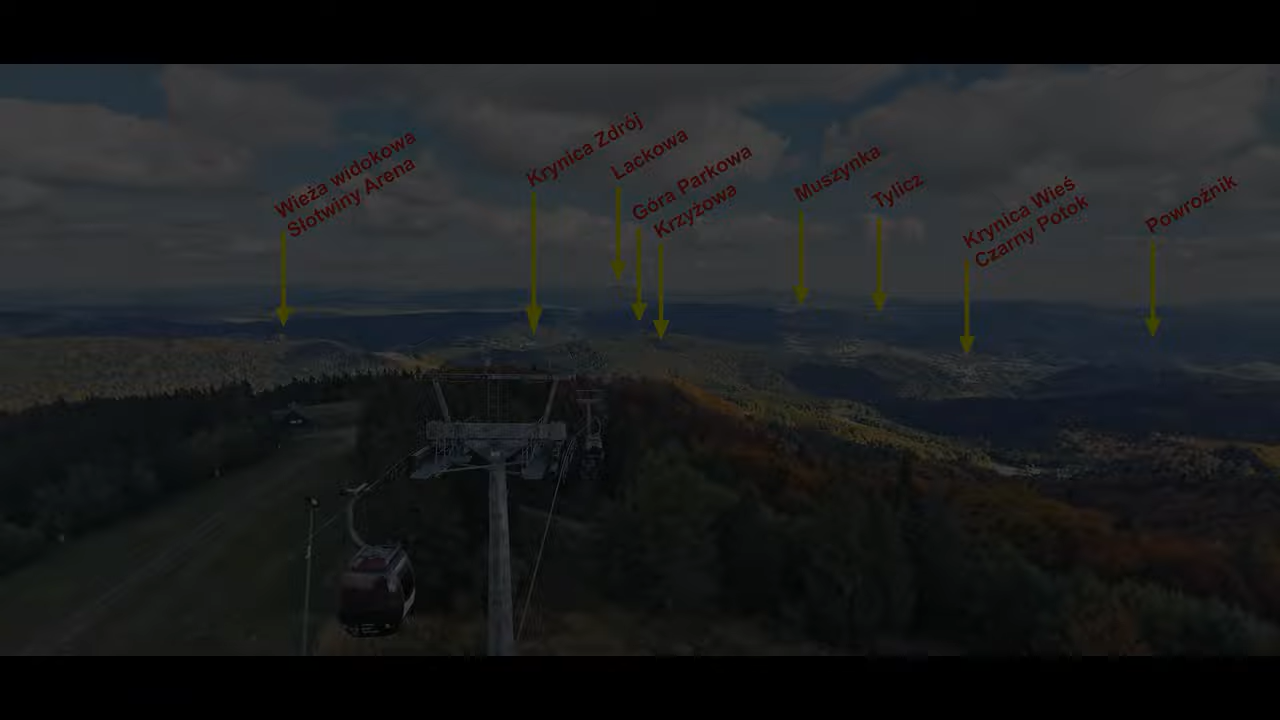 Wieża widokowa
Słotwiny Arena
Krynica Zdrój
Lackowa
Góra Parkowa
Krzyżowa
Muszynka
Tylicz
Krynica Wieś
Czarny Potok
Powroźnik